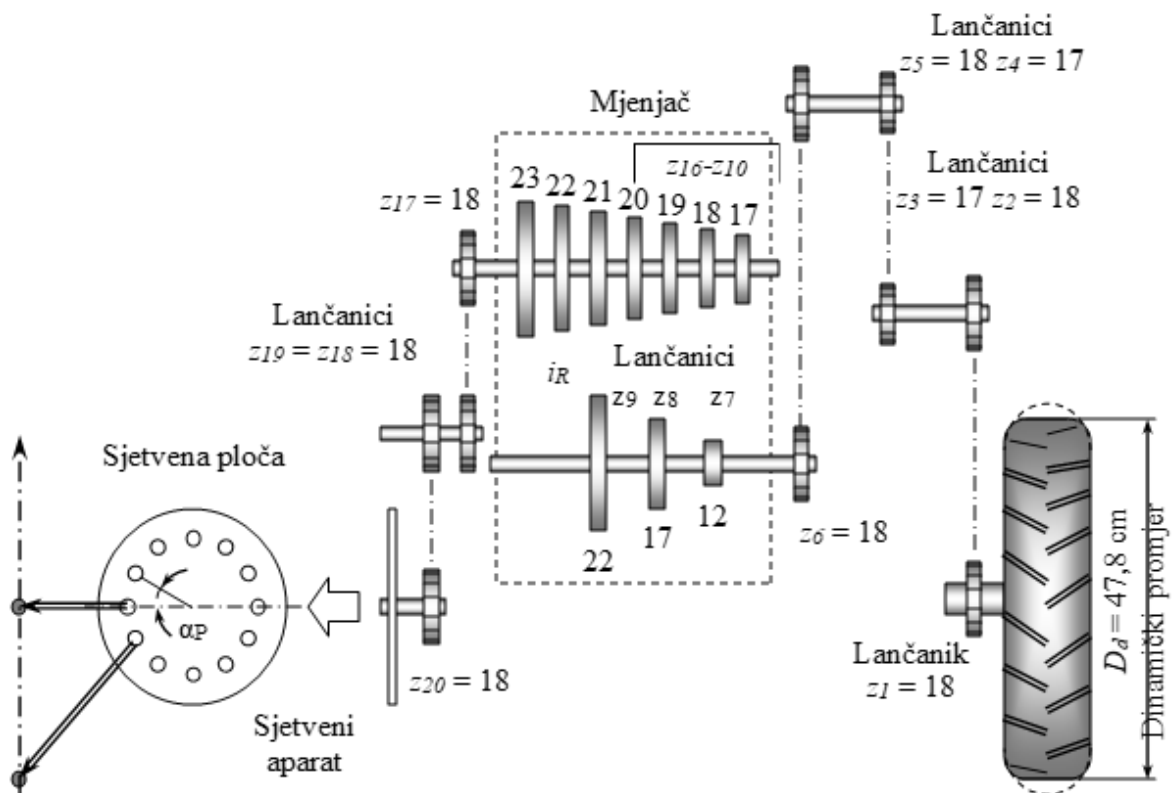 Lančanici
z5 = 18 z4 = 17
Mjenjač
z16-z10
Lančanici
z3 = 17 z2 = 18
23 22 21 20 19 18 17
z17 = 18
Lančanici
z19 = z18 = 18
iR
Lančanici
z9 z8 z7
22 17 12
z6 = 18
Sjetvena ploča
αP
Sjetveni
aparat
z20 = 18
Lančanik
z1 = 18
Dd = 47,8 cm
Dinamički promjer